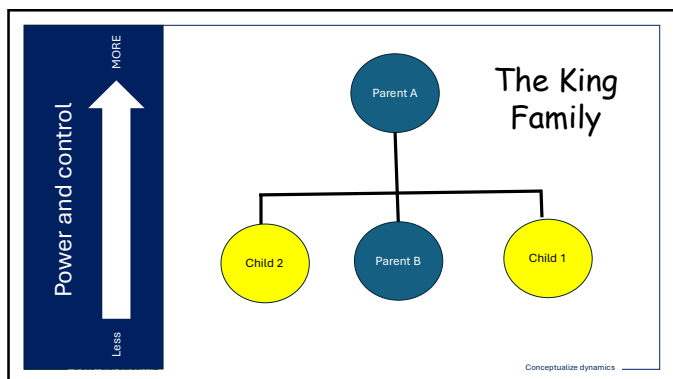 MORE
Power and control
Less
The King
Family
Parent A
Child 2
Parent B
Child 1
Conceptualize dynamics